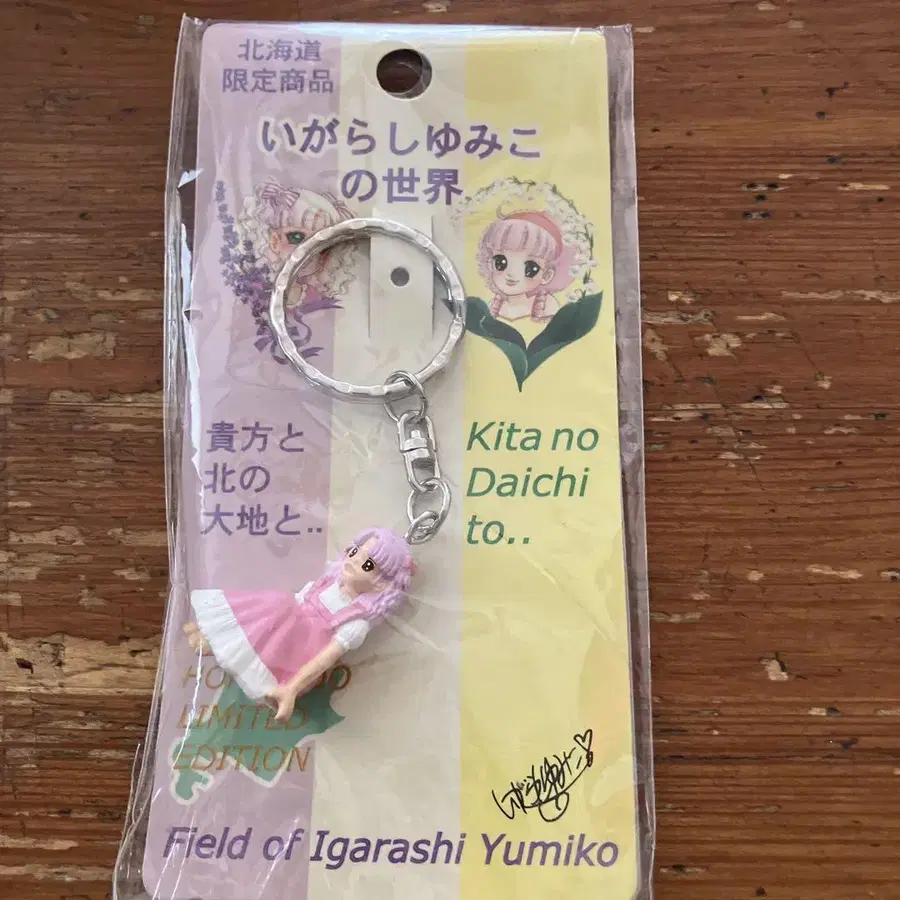 北海道
限定商品
いがらしゆみこ
の世界
貴方と
北の
大地と..
Kita no
Daichi
to..
LIMITED
EDITION
Field of Igarashi Yumiko